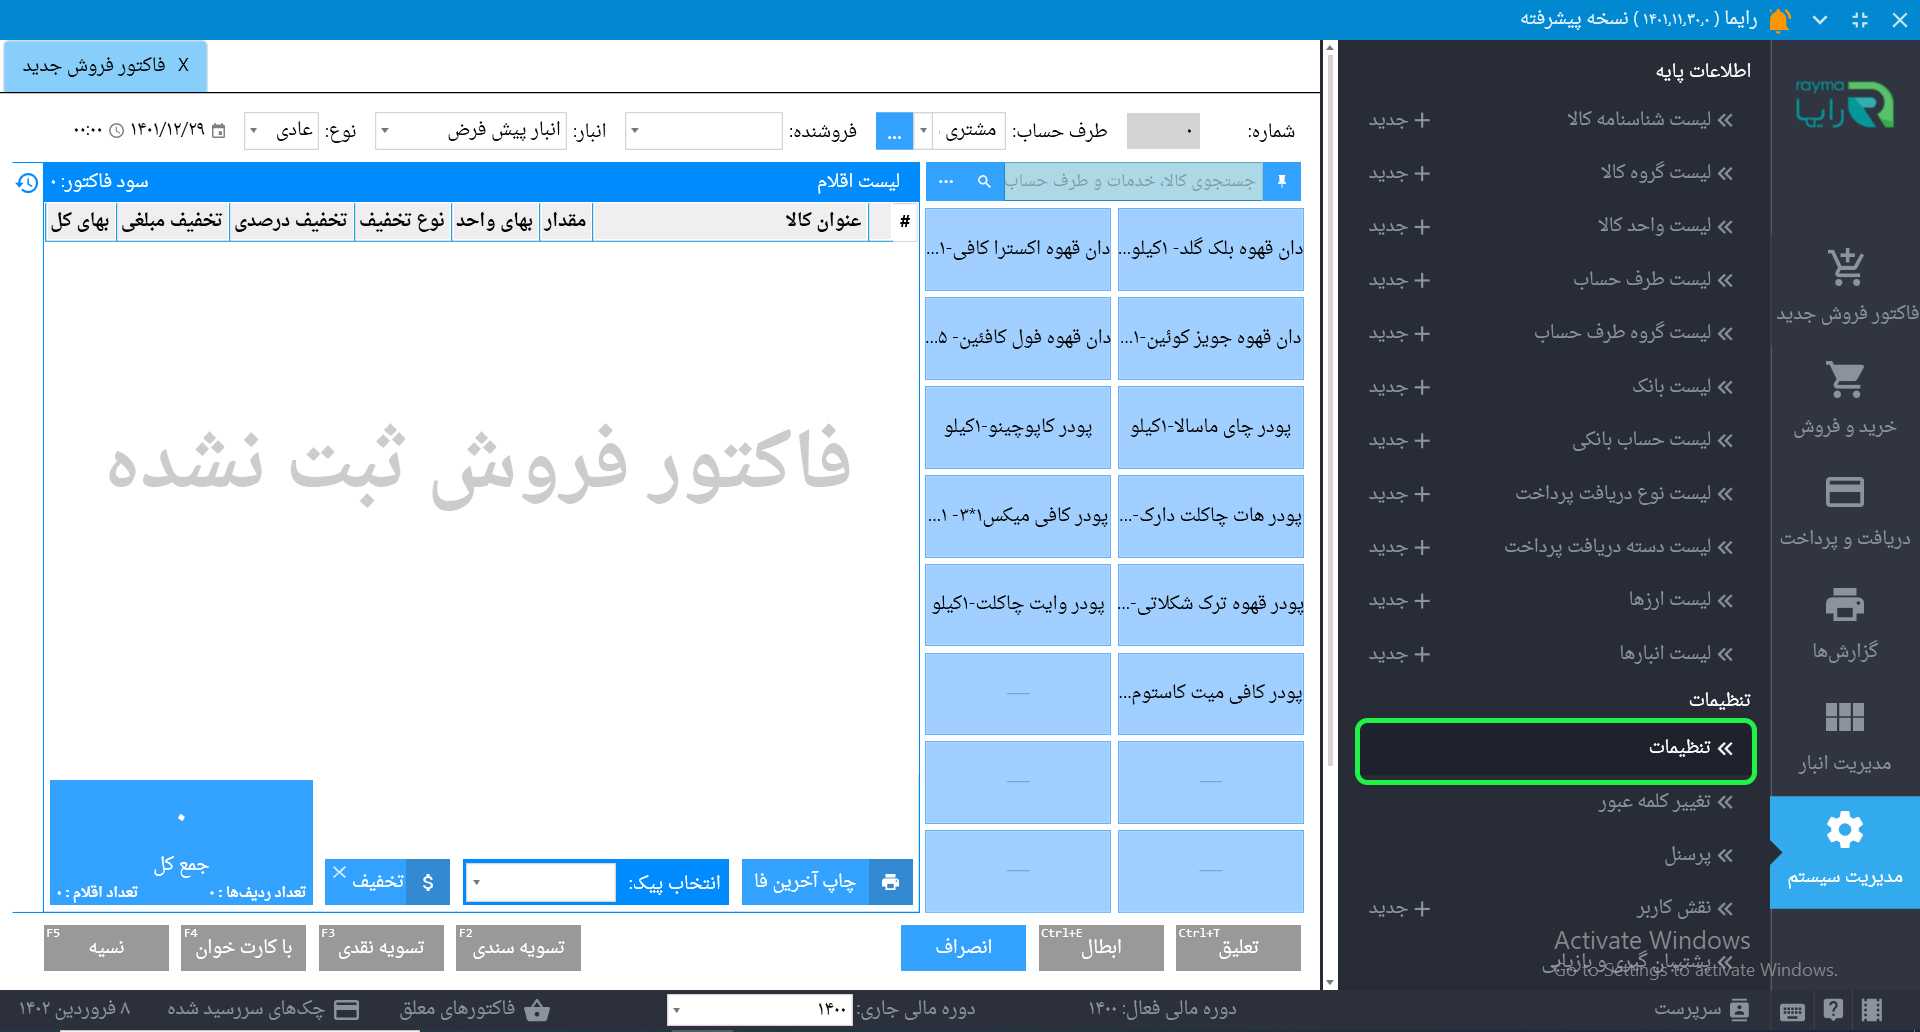 رایما ( ۱۴۰۱,۱۱,۳۰,۰ ) نسخه پیشرفته
rayma
رایما
فاکتور فروش جدید
خرید و فروش
دریافت و پرداخت
گزارش‌ها
مدیریت انبار
مدیریت سیستم
اطلاعات پایه
لیست شناسنامه کالا + جدید
لیست گروه کالا + جدید
لیست واحد کالا + جدید
لیست طرف حساب + جدید
لیست گروه طرف حساب + جدید
لیست بانک + جدید
لیست حساب بانکی + جدید
لیست نوع دریافت پرداخت + جدید
لیست دسته دریافت پرداخت + جدید
لیست ارزها + جدید
لیست انبارها + جدید
تنظیمات
تنظیمات
تغییر کلمه عبور
پرسنل
نقش کاربر + جدید
پشتیبان گیری و بازیابی
Activate Windows
Go to Settings to activate Windows.
فاکتور فروش جدید X
شماره: ۰ طرف حساب: مشتری ... فروشنده: انبار: انبار پیش فرض نوع: عادی ۱۴۰۱/۱۲/۲۹ ۰۰:۰۰
جستجوی کالا، خدمات و طرف حساب ...
دان قهوه بلک گلد- ۱کیلو...
دان قهوه اکسترا کافی-۱...
دان قهوه جویز کوئین-۱...
دان قهوه فول کافئین- ۵...
پودر چای ماسالا-۱کیلو
پودر کاپوچینو-۱کیلو
پودر هات چاکلت دارک-...
پودر کافی میکس۱*۳- ۱...
پودر قهوه ترک شکلاتی-...
پودر وایت چاکلت-۱کیلو
پودر کافی میت کاستوم...
لیست اقلام سود فاکتور: ۰
# عنوان کالا مقدار بهای واحد نوع تخفیف تخفیف درصدی تخفیف مبلغی بهای کل
فاکتور فروش ثبت نشده
چاپ آخرین فا
انتخاب پیک:
$ تخفیف
۰
جمع کل
تعداد ردیف‌ها : ۰ تعداد اقلام : ۰
Ctrl+T تعلیق
Ctrl+E ابطال
انصراف
F2 تسویه سندی
F3 تسویه نقدی
F4 با کارت خوان
F5 نسیه
سرپرست دوره مالی فعال: ۱۴۰۰ دوره مالی جاری: ۱۴۰۰ فاکتورهای معلق چک‌های سررسید شده ۸ فروردین ۱۴۰۲